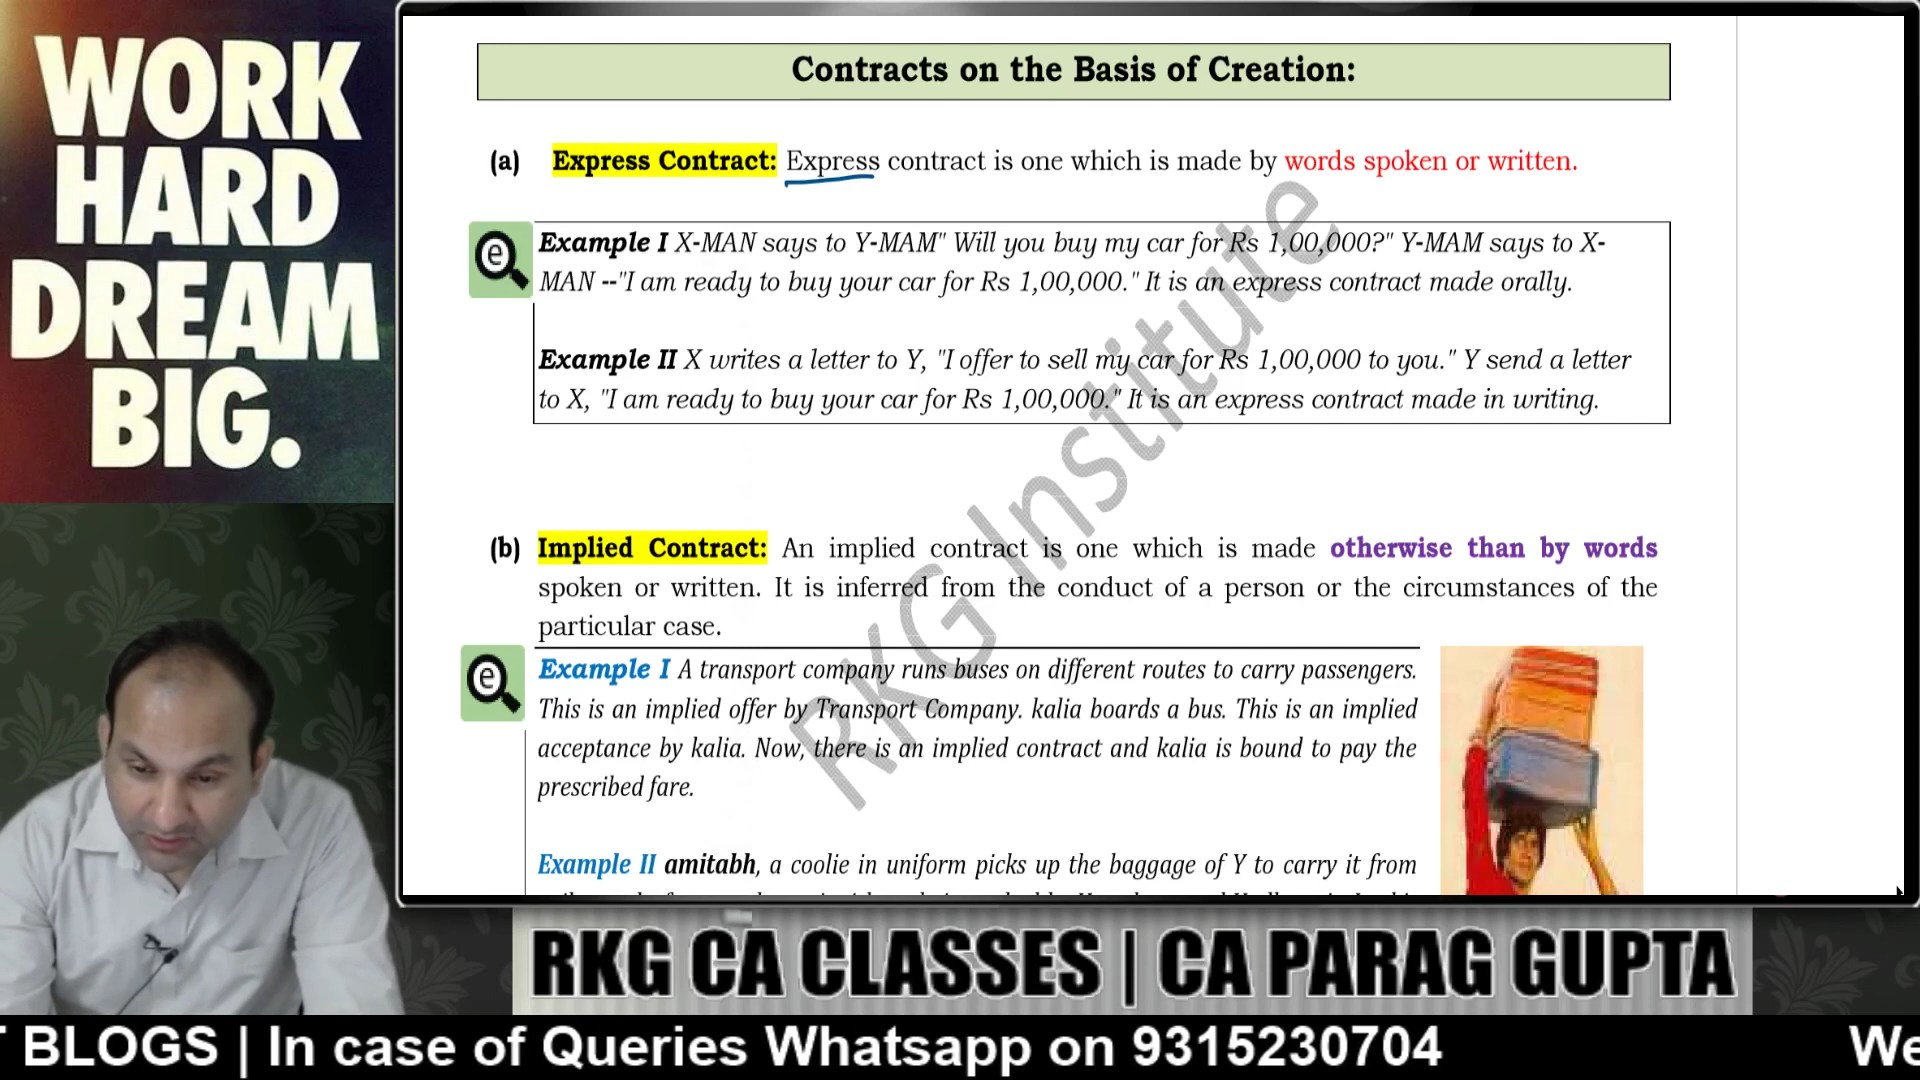 WORK
HARD
DREAM
BIG.
Contracts on the Basis of Creation:
(a) Express Contract: Express contract is one which is made by words spoken or written.
Example I X-MAN says to Y-MAM" Will you buy my car for Rs 1,00,000?" Y-MAM says to X-
MAN --"I am ready to buy your car for Rs 1,00,000." It is an express contract made orally.
Example II X writes a letter to Y, "I offer to sell my car for Rs 1,00,000 to you." Y send a letter
to X, "I am ready to buy your car for Rs 1,00,000." It is an express contract made in writing.
(b) Implied Contract: An implied contract is one which is made otherwise than by words
spoken or written. It is inferred from the conduct of a person or the circumstances of the
particular case.
Example I A transport company runs buses on different routes to carry passengers.
This is an implied offer by Transport Company. kalia boards a bus. This is an implied
acceptance by kalia. Now, there is an implied contract and kalia is bound to pay the
prescribed fare.
Example II amitabh, a coolie in uniform picks up the baggage of Y to carry it from
RKG Institute
RKG CA CLASSES | CA PARAG GUPTA
T BLOGS | In case of Queries Whatsapp on 9315230704 We